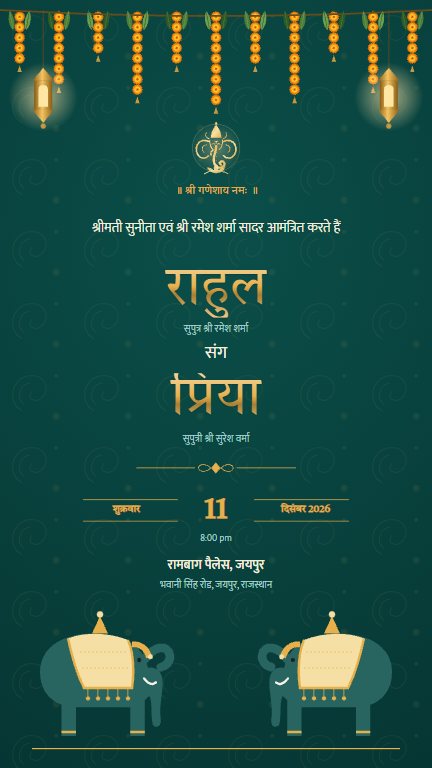 ॥ श्री गणेशाय नमः ॥
श्रीमती सुनीता एवं श्री रमेश शर्मा सादर आमंत्रित करते हैं
राहुल
सुपुत्र श्री रमेश शर्मा
संग
प्रिया
सुपुत्री श्री सुरेश वर्मा
शुक्रवार 11 दिसंबर 2026
8:00 pm
रामबाग पैलेस, जयपुर
भवानी सिंह रोड, जयपुर, राजस्थान